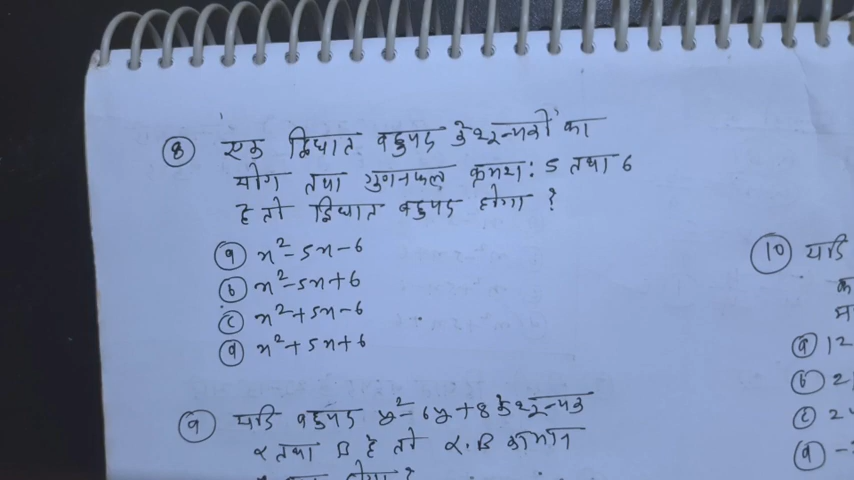 8 एक द्विघात बहुपद के शून्यकों का
योग तथा गुणनफल क्रमशः 5 तथा 6
है तो द्विघात बहुपद होगा ?
a x²-5x-6
b x²-5x+6
c x²+5x-6
d x²+5x+6
9 यदि बहुपद y²-6y+8 के शून्यक
α तथा β है तो α.β का मान
होगा ?
10 यदि
a 12
b 2
c 2
d -